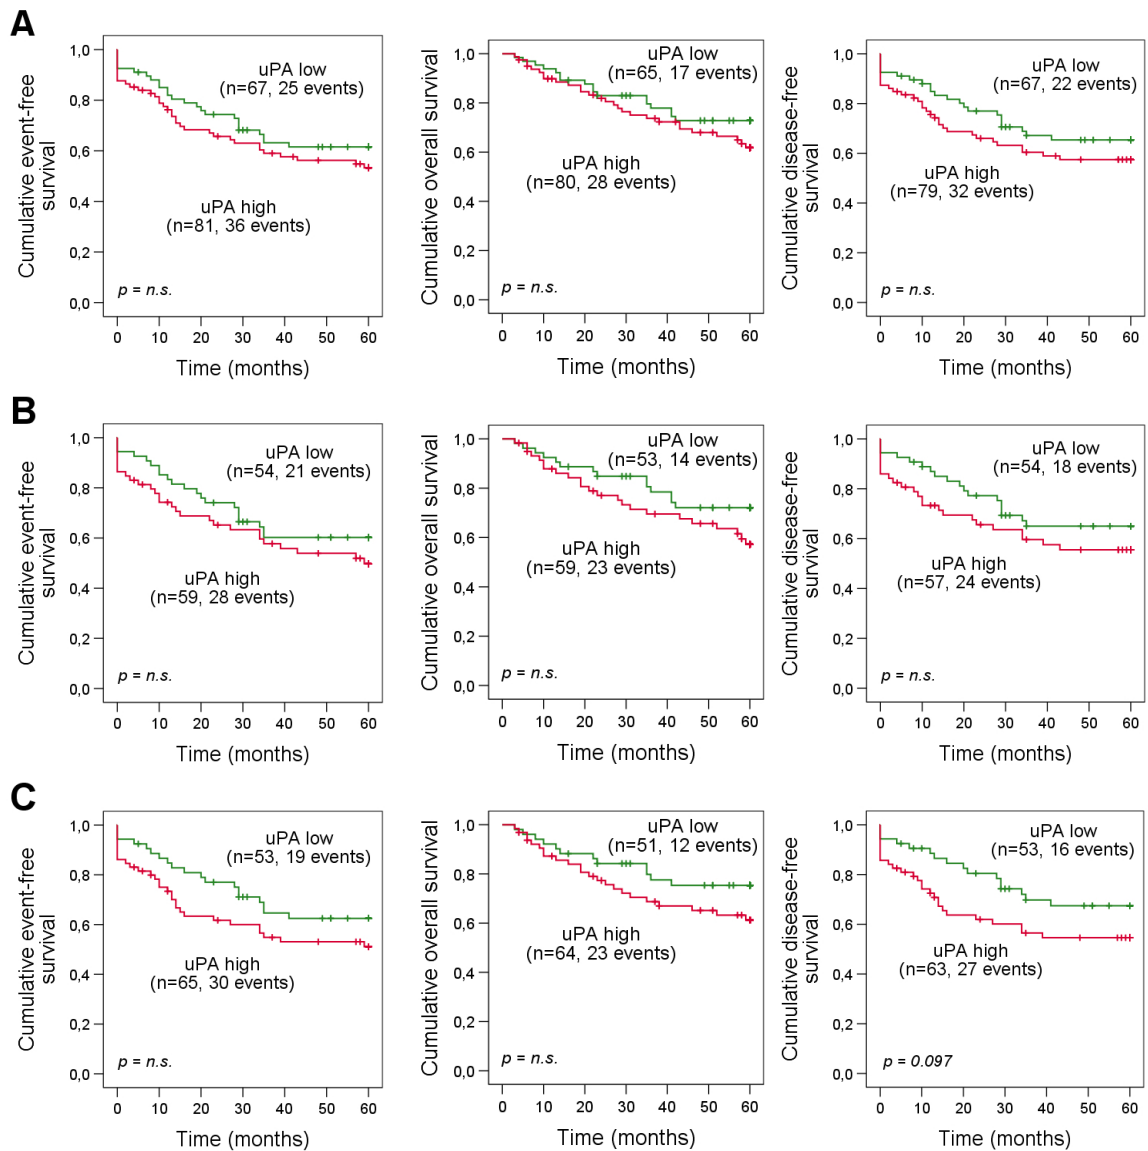 A
Cumulative event-free
survival
1,0
0,8
0,6
0,4
0,2
0,0
uPA low
(n=67, 25 events)
uPA high
(n=81, 36 events)
p = n.s.
0 10 20 30 40 50 60
Time (months)
Cumulative overall survival
1,0
0,8
0,6
0,4
0,2
0,0
uPA low
(n=65, 17 events)
uPA high
(n=80, 28 events)
p = n.s.
0 10 20 30 40 50 60
Time (months)
Cumulative disease-free
survival
1,0
0,8
0,6
0,4
0,2
0,0
uPA low
(n=67, 22 events)
uPA high
(n=79, 32 events)
p = n.s.
0 10 20 30 40 50 60
Time (months)
B
Cumulative event-free
survival
1,0
0,8
0,6
0,4
0,2
0,0
uPA low
(n=54, 21 events)
uPA high
(n=59, 28 events)
p = n.s.
0 10 20 30 40 50 60
Time (months)
Cumulative overall survival
1,0
0,8
0,6
0,4
0,2
0,0
uPA low
(n=53, 14 events)
uPA high
(n=59, 23 events)
p = n.s.
0 10 20 30 40 50 60
Time (months)
Cumulative disease-free
survival
1,0
0,8
0,6
0,4
0,2
0,0
uPA low
(n=54, 18 events)
uPA high
(n=57, 24 events)
p = n.s.
0 10 20 30 40 50 60
Time (months)
C
Cumulative event-free
survival
1,0
0,8
0,6
0,4
0,2
0,0
uPA low
(n=53, 19 events)
uPA high
(n=65, 30 events)
p = n.s.
0 10 20 30 40 50 60
Time (months)
Cumulative overall survival
1,0
0,8
0,6
0,4
0,2
0,0
uPA low
(n=51, 12 events)
uPA high
(n=64, 23 events)
p = n.s.
0 10 20 30 40 50 60
Time (months)
Cumulative disease-free
survival
1,0
0,8
0,6
0,4
0,2
0,0
uPA low
(n=53, 16 events)
uPA high
(n=63, 27 events)
p = 0.097
0 10 20 30 40 50 60
Time (months)